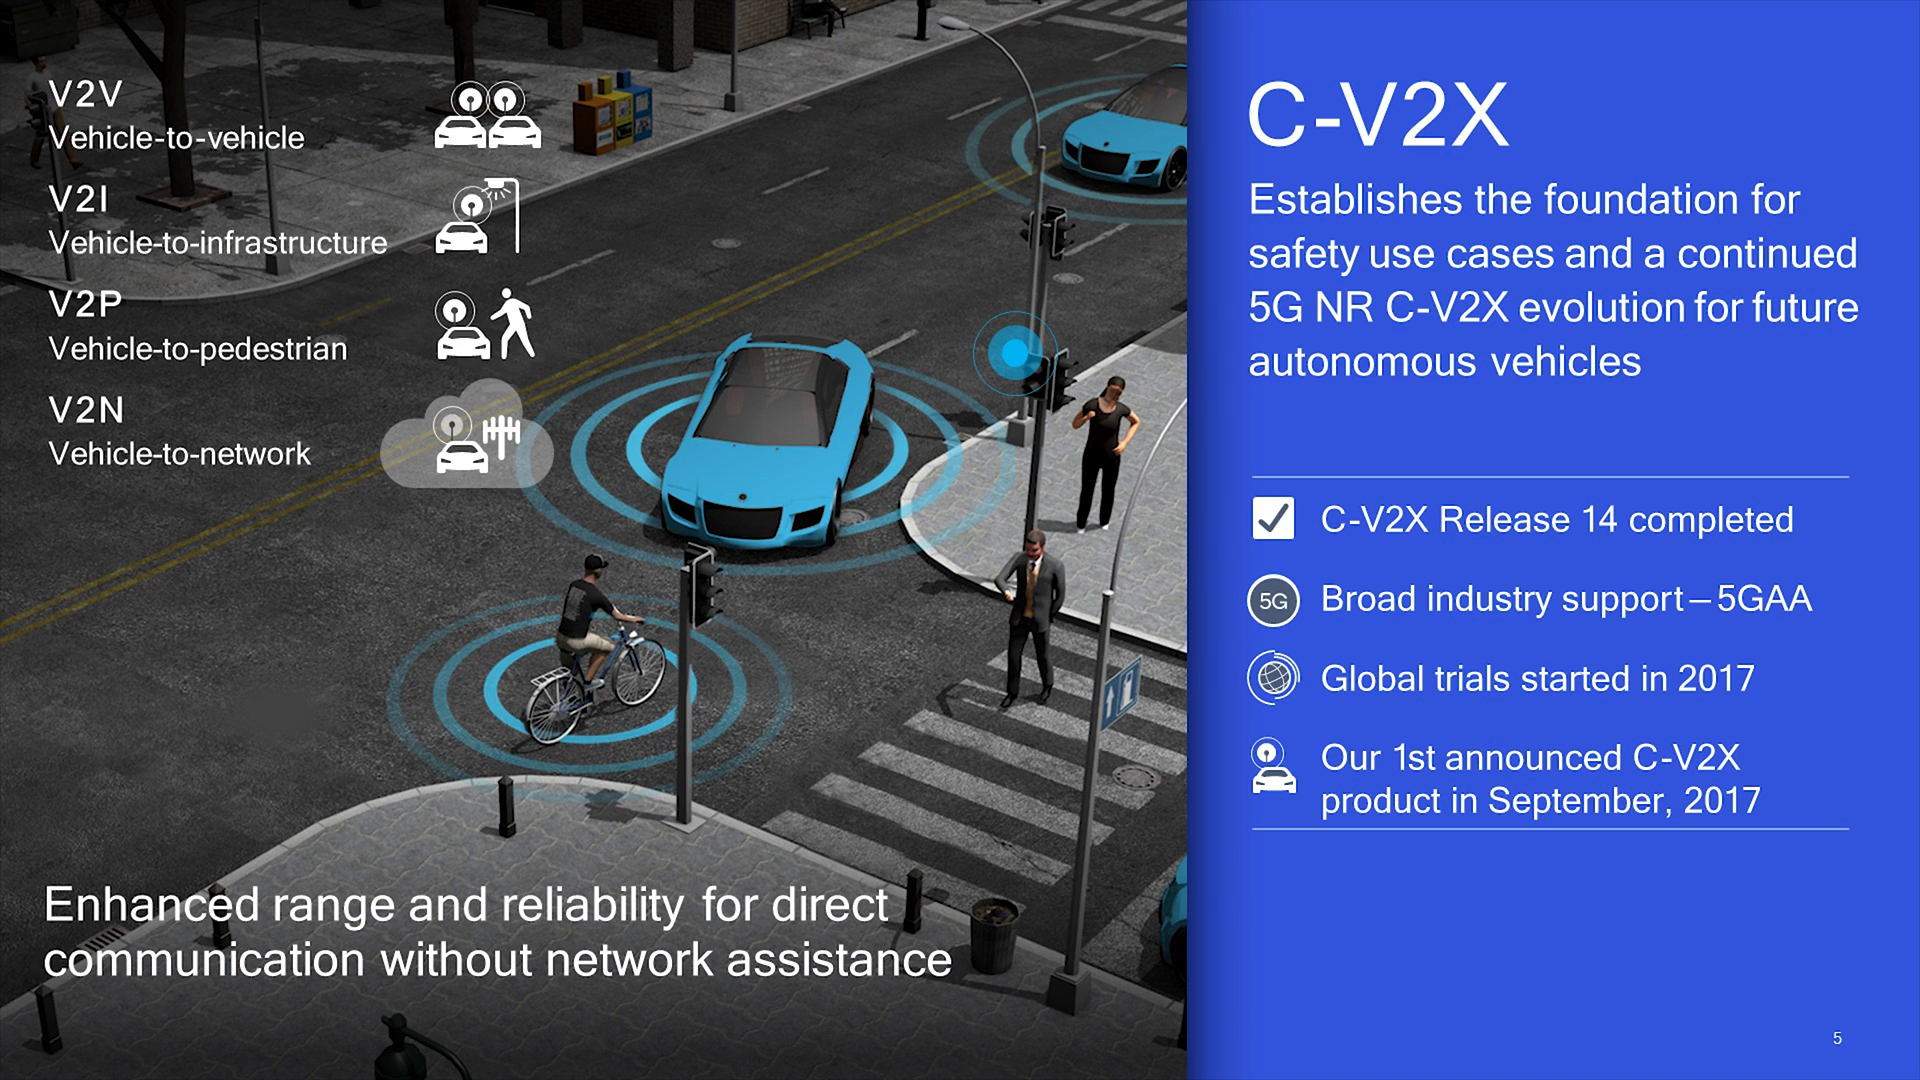 V2V
Vehicle-to-vehicle
V2I
Vehicle-to-infrastructure
V2P
Vehicle-to-pedestrian
V2N
Vehicle-to-network
Enhanced range and reliability for direct
communication without network assistance
C-V2X
Establishes the foundation for
safety use cases and a continued
5G NR C-V2X evolution for future
autonomous vehicles
C-V2X Release 14 completed
5G
Broad industry support—5GAA
Global trials started in 2017
Our 1st announced C-V2X
product in September, 2017
5